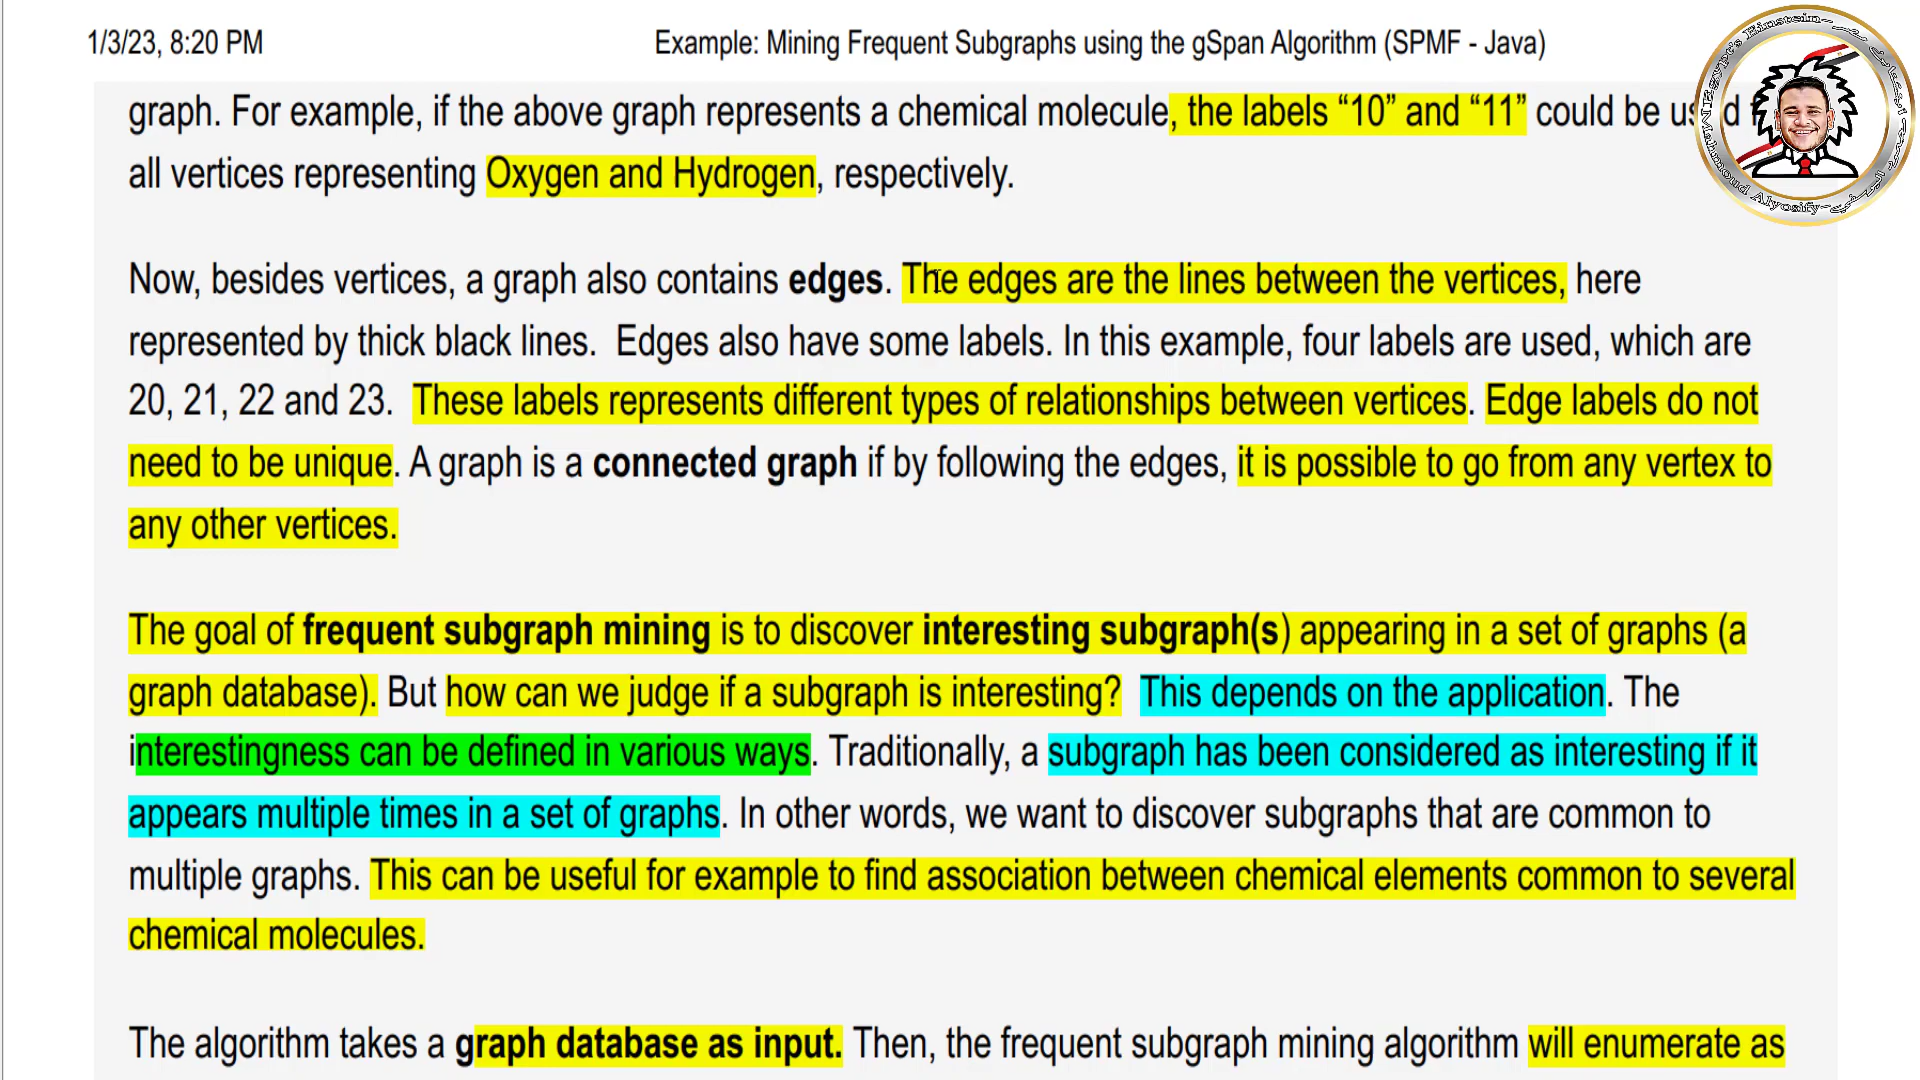 1/3/23, 8:20 PM
Example: Mining Frequent Subgraphs using the gSpan Algorithm (SPMF - Java)
graph. For example, if the above graph represents a chemical molecule, the labels “10” and “11” could be
all vertices representing Oxygen and Hydrogen, respectively.
Now, besides vertices, a graph also contains edges. The edges are the lines between the vertices, here
represented by thick black lines. Edges also have some labels. In this example, four labels are used, which are
20, 21, 22 and 23. These labels represents different types of relationships between vertices. Edge labels do not
need to be unique. A graph is a connected graph if by following the edges, it is possible to go from any vertex to
any other vertices.
The goal of frequent subgraph mining is to discover interesting subgraph(s) appearing in a set of graphs (a
graph database). But how can we judge if a subgraph is interesting? This depends on the application. The
interestingness can be defined in various ways. Traditionally, a subgraph has been considered as interesting if it
appears multiple times in a set of graphs. In other words, we want to discover subgraphs that are common to
multiple graphs. This can be useful for example to find association between chemical elements common to several
chemical molecules.
The algorithm takes a graph database as input. Then, the frequent subgraph mining algorithm will enumerate as
Egypt's Einstein
Mahmoud Alyosify